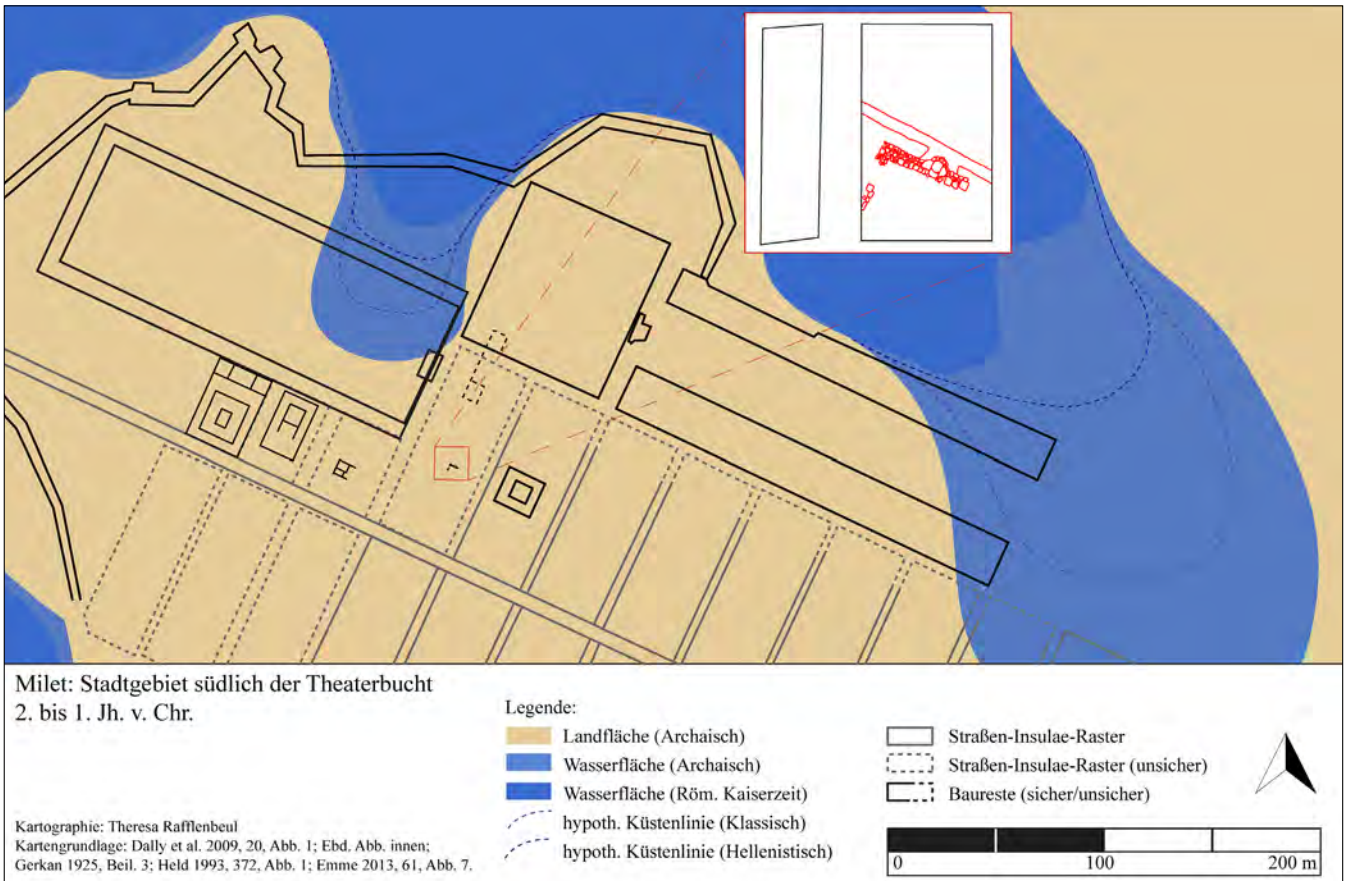 Milet: Stadtgebiet südlich der Theaterbucht
2. bis 1. Jh. v. Chr.
Kartographie: Theresa Rafflenbeul
Kartengrundlage: Dally et al. 2009, 20, Abb. 1; Ebd. Abb. innen;
Gerkan 1925, Beil. 3; Held 1993, 372, Abb. 1; Emme 2013, 61, Abb. 7.
Legende:
Landfläche (Archaisch)
Wasserfläche (Archaisch)
Wasserfläche (Röm. Kaiserzeit)
hypoth. Küstenlinie (Klassisch)
hypoth. Küstenlinie (Hellenistisch)
Straßen-Insulae-Raster
Straßen-Insulae-Raster (unsicher)
Baureste (sicher/unsicher)
0 100 200 m